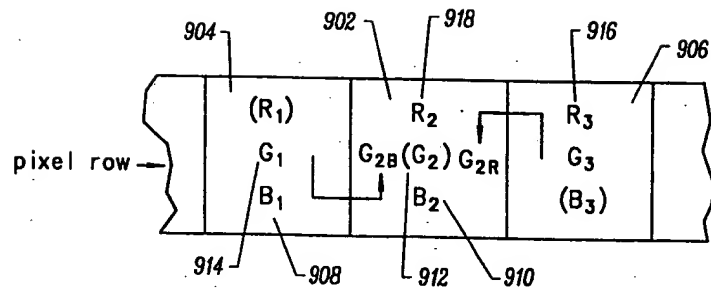 904 902 918 916 906
(R₁) R₂ R₃
pixel row G₁ G₂B(G₂) G₂R G₃
B₁ B₂ (B₃)
914 908 912 910